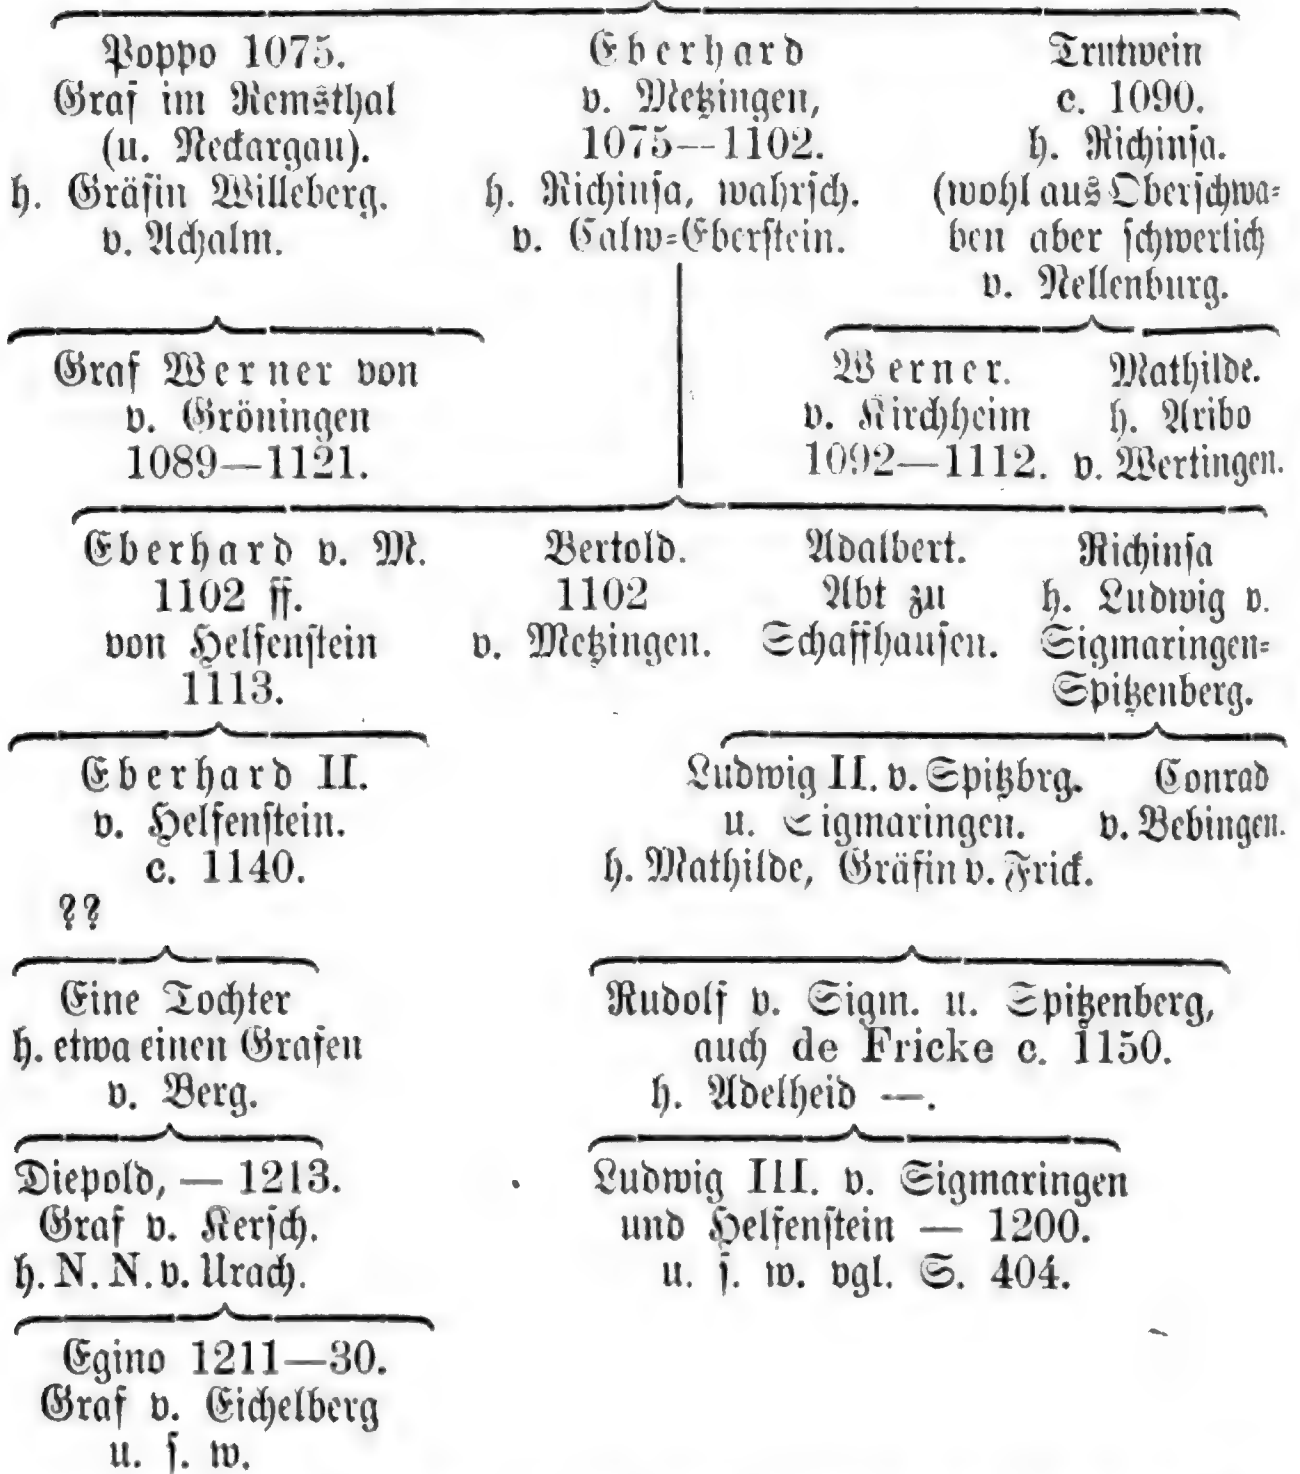 Poppo 1075.
Graf im Remsthal
(u. Neckargau).
h. Gräfin Willeberg.
v. Achalm.
Eberhard
v. Metzingen,
1075—1102.
h. Richinsa, wahrsch.
v. Calw-Eberstein.
Trutwein
c. 1090.
h. Richinsa.
(wohl aus Oberschwa-
ben aber schwerlich
v. Nellenburg.
Graf Werner von
v. Gröningen
1089—1121.
Werner.
v. Kirchheim
1092—1112.
Mathilde.
h. Aribo
v. Wertingen.
Eberhard v. M.
1102 ff.
von Helfenstein
1113.
Bertold.
1102
v. Metzingen.
Adalbert.
Abt zu
Schaffhausen.
Richinsa
h. Ludwig v.
Sigmaringen-
Spitzenberg.
Eberhard II.
v. Helfenstein.
c. 1140.
??
Ludwig II. v. Spitzbrg.
u. Sigmaringen.
h. Mathilde, Gräfin v. Frick.
Conrad
v. Bebingen.
Eine Tochter
h. etwa einen Grafen
v. Berg.
Rudolf v. Sigm. u. Spitzenberg,
auch de Fricke c. 1150.
h. Adelheid —.
Diepold, — 1213.
Graf v. Kersch.
h. N. N. v. Urach.
Ludwig III. v. Sigmaringen
und Helfenstein — 1200.
u. s. w. vgl. S. 404.
Egino 1211—30.
Graf v. Eichelberg
u. s. w.